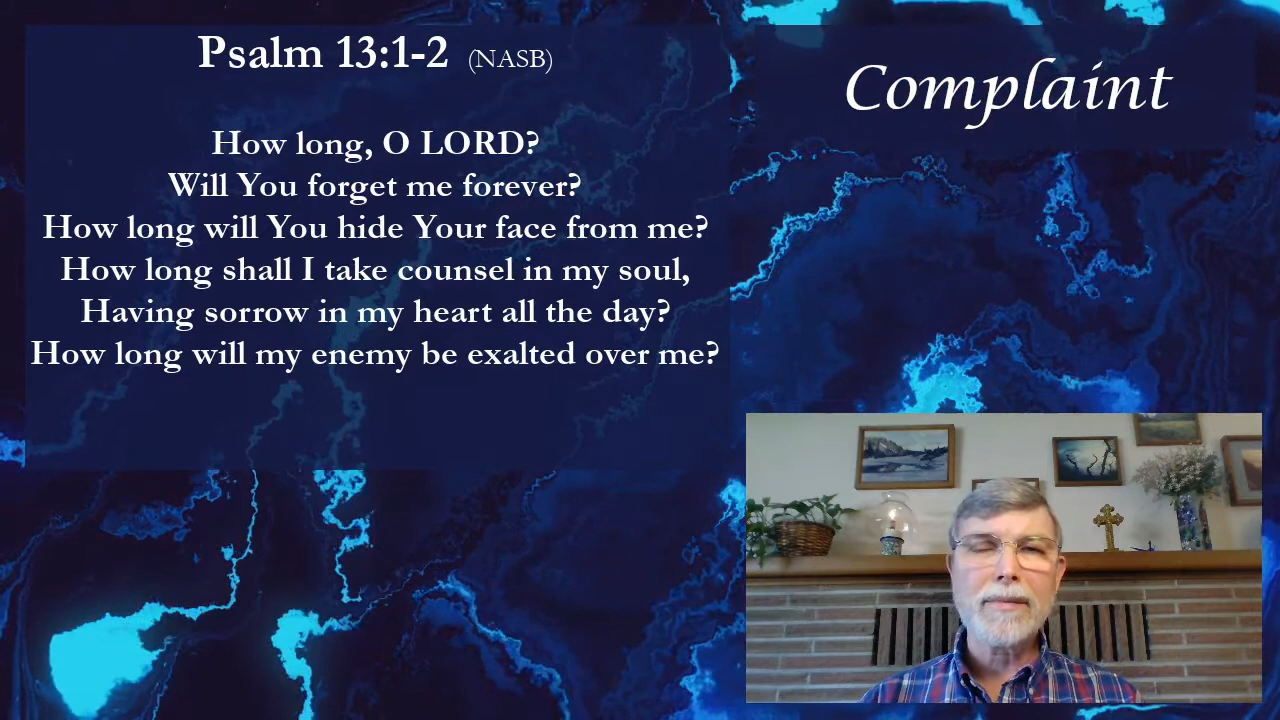 Psalm 13:1-2 (NASB)
How long, O LORD?
Will You forget me forever?
How long will You hide Your face from me?
How long shall I take counsel in my soul,
Having sorrow in my heart all the day?
How long will my enemy be exalted over me?
Complaint